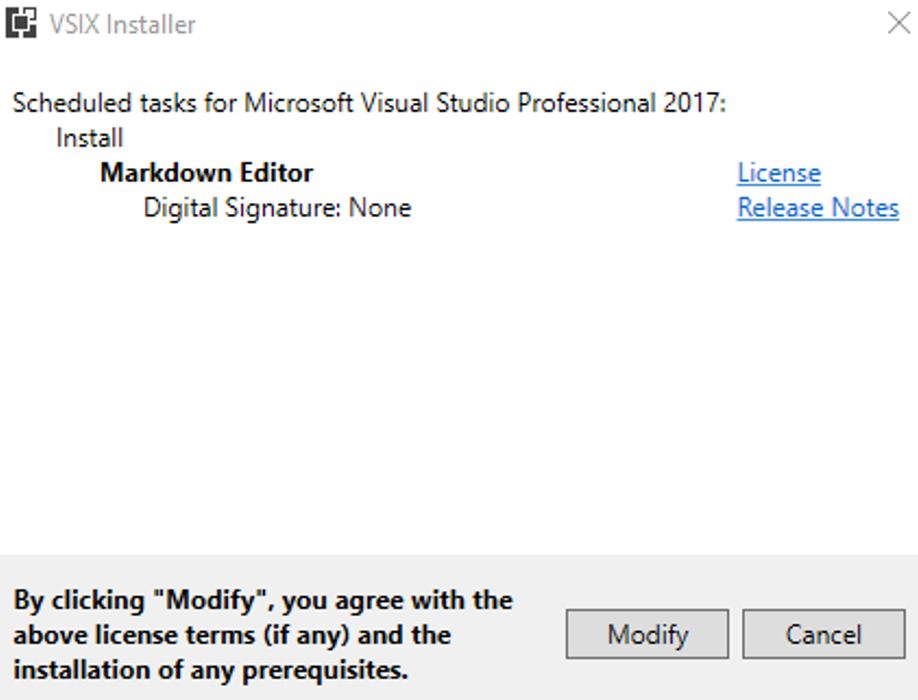 VSIX Installer
Scheduled tasks for Microsoft Visual Studio Professional 2017:
Install
Markdown Editor License
Digital Signature: None Release Notes
By clicking "Modify", you agree with the
above license terms (if any) and the
installation of any prerequisites.
Modify Cancel